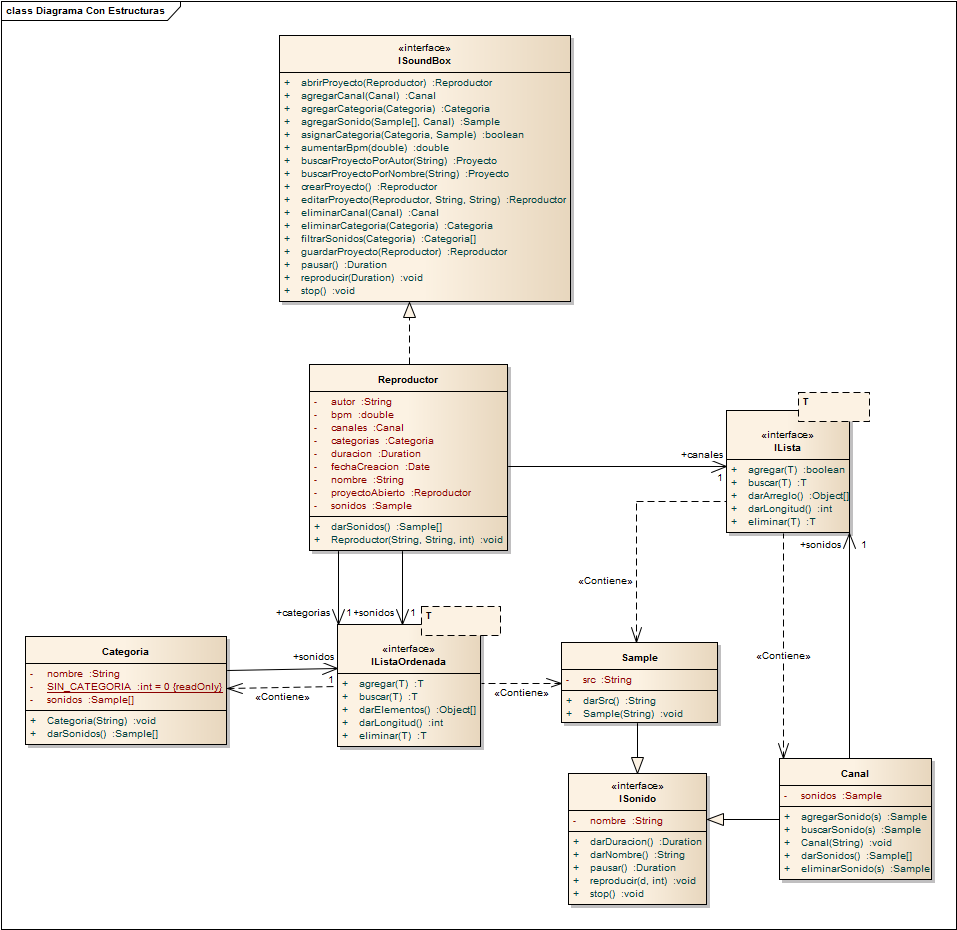 class Diagrama Con Estructuras
«interface»
ISoundBox
+ abrirProyecto(Reproductor) :Reproductor
+ agregarCanal(Canal) :Canal
+ agregarCategoria(Categoria) :Categoria
+ agregarSonido(Sample[], Canal) :Sample
+ asignarCategoria(Categoria, Sample) :boolean
+ aumentarBpm(double) :double
+ buscarProyectoPorAutor(String) :Proyecto
+ buscarProyectoPorNombre(String) :Proyecto
+ crearProyecto() :Reproductor
+ editarProyecto(Reproductor, String, String) :Reproductor
+ eliminarCanal(Canal) :Canal
+ eliminarCategoria(Categoria) :Categoria
+ filtrarSonidos(Categoria) :Categoria[]
+ guardarProyecto(Reproductor) :Reproductor
+ pausar() :Duration
+ reproducir(Duration) :void
+ stop() :void
Reproductor
- autor :String
- bpm :double
- canales :Canal
- categorias :Categoria
- duracion :Duration
- fechaCreacion :Date
- nombre :String
- proyectoAbierto :Reproductor
- sonidos :Sample
+ darSonidos() :Sample[]
+ Reproductor(String, String, int) :void
+canales
1
T
«interface»
ILista
+ agregar(T) :boolean
+ buscar(T) :T
+ darArreglo() :Object[]
+ darLongitud() :int
+ eliminar(T) :T
+sonidos 1
«Contiene»
«Contiene»
+categorias 1 +sonidos 1
T
«interface»
IListaOrdenada
+ agregar(T) :T
+ buscar(T) :T
+ darElementos() :Object[]
+ darLongitud() :int
+ eliminar(T) :T
Categoria
- nombre :String
- SIN_CATEGORIA :int = 0 {readOnly}
- sonidos :Sample[]
+ Categoria(String) :void
+ darSonidos() :Sample[]
+sonidos
1
«Contiene»
«Contiene»
Sample
- src :String
+ darSrc() :String
+ Sample(String) :void
«interface»
ISonido
- nombre :String
+ darDuracion() :Duration
+ darNombre() :String
+ pausar() :Duration
+ reproducir(d, int) :void
+ stop() :void
Canal
- sonidos :Sample
+ agregarSonido(s) :Sample
+ buscarSonido(s) :Sample
+ Canal(String) :void
+ darSonidos() :Sample[]
+ eliminarSonido(s) :Sample